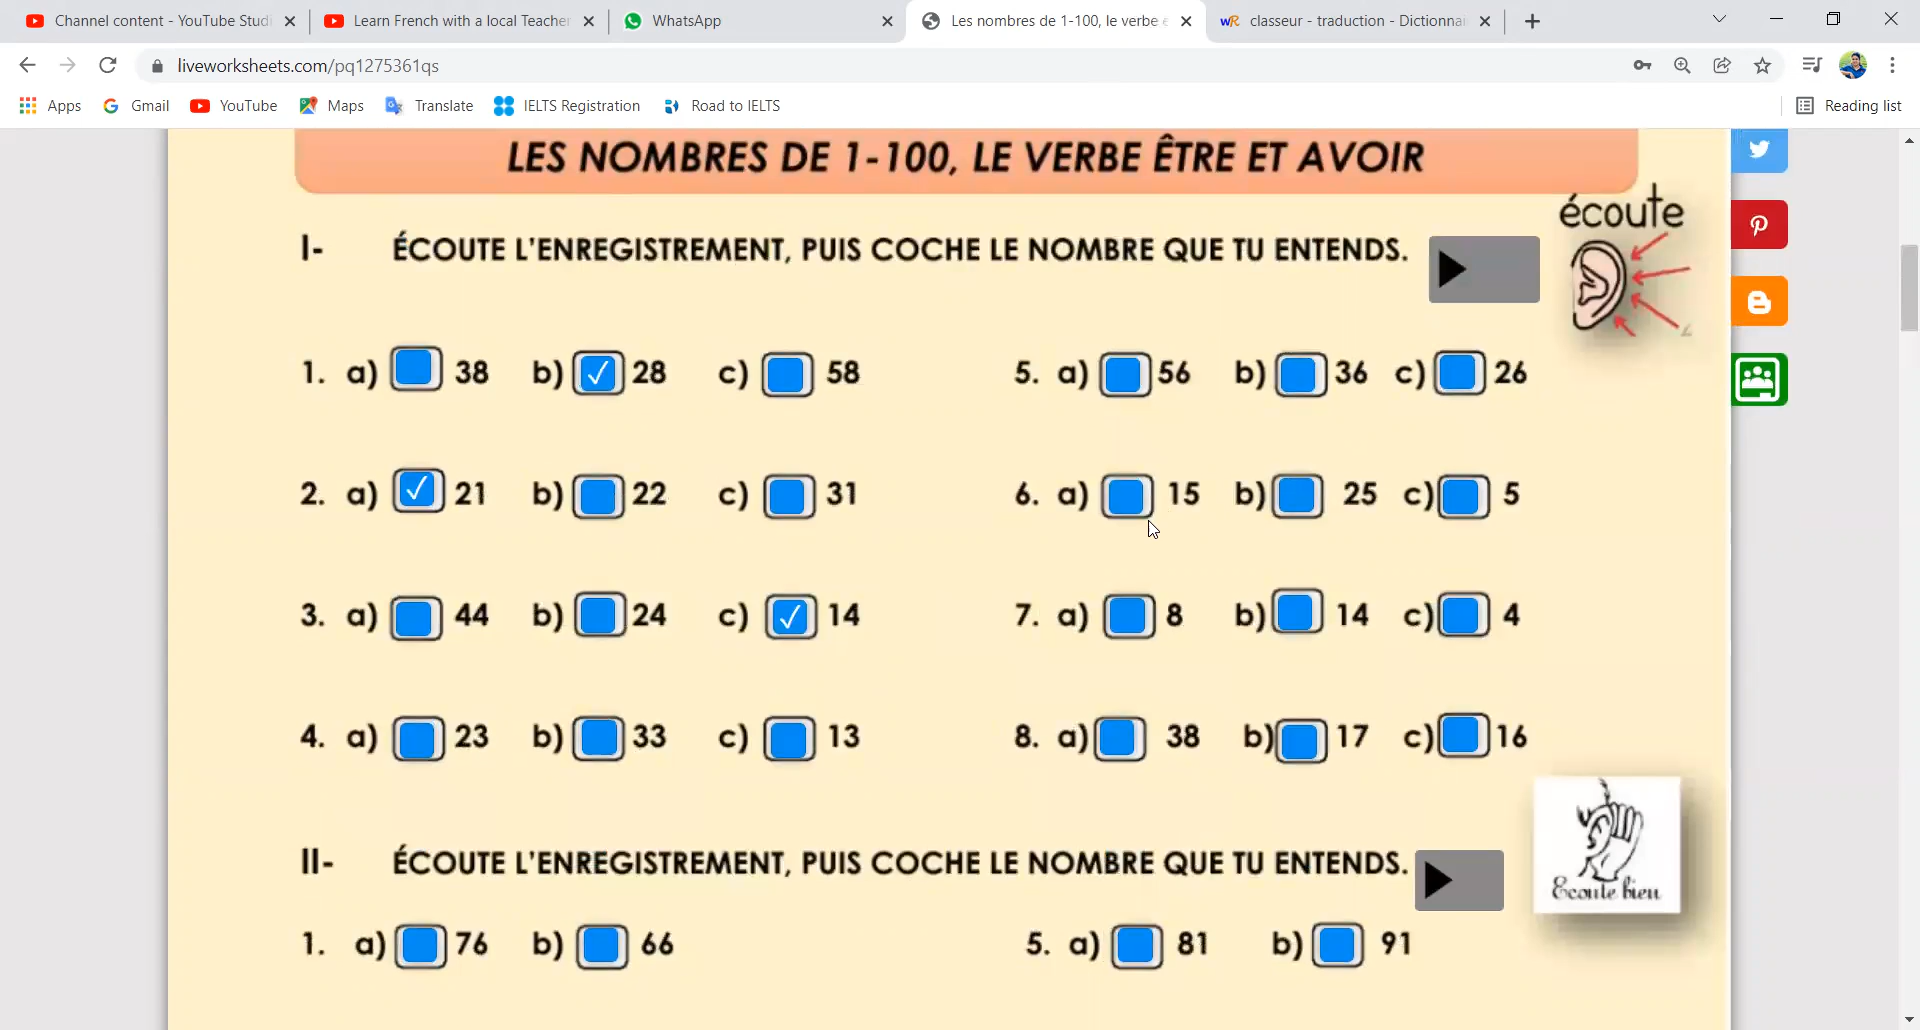 Channel content - YouTube Studi
Learn French with a local Teacher
WhatsApp
Les nombres de 1-100, le verbe e
wR classeur - traduction - Dictionnai
liveworksheets.com/pq1275361qs
Apps Gmail YouTube Maps Translate IELTS Registration Road to IELTS Reading list
LES NOMBRES DE 1-100, LE VERBE ÊTRE ET AVOIR
écoute
I- ÉCOUTE L'ENREGISTREMENT, PUIS COCHE LE NOMBRE QUE TU ENTENDS.
1. a) 38 b) 28 c) 58 5. a) 56 b) 36 c) 26
2. a) 21 b) 22 c) 31 6. a) 15 b) 25 c) 5
3. a) 44 b) 24 c) 14 7. a) 8 b) 14 c) 4
4. a) 23 b) 33 c) 13 8. a) 38 b) 17 c) 16
II- ÉCOUTE L'ENREGISTREMENT, PUIS COCHE LE NOMBRE QUE TU ENTENDS.
Ecoute bien
1. a) 76 b) 66 5. a) 81 b) 91